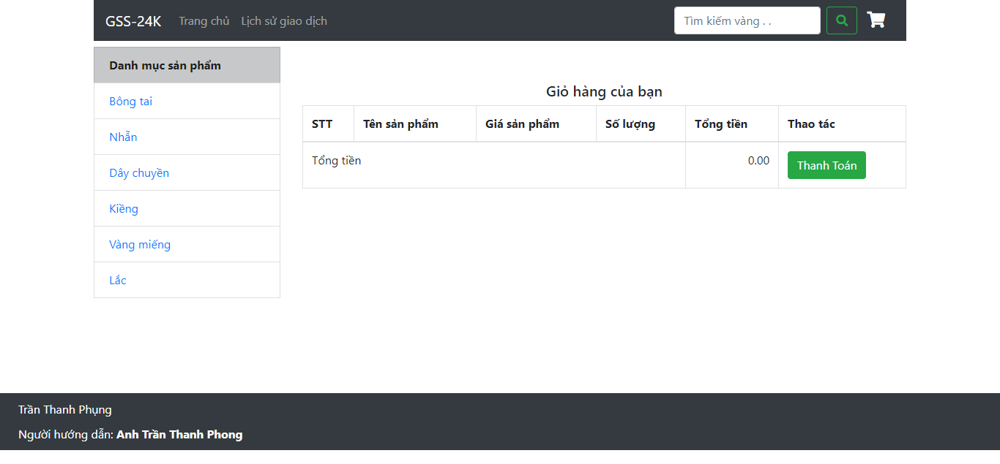 GSS-24K Trang chủ Lịch sử giao dịch Tìm kiếm vàng . .
Danh mục sản phẩm
Bông tai
Nhẫn
Dây chuyền
Kiềng
Vàng miếng
Lắc
Giỏ hàng của bạn
STT Tên sản phẩm Giá sản phẩm Số lượng Tổng tiền Thao tác
Tổng tiền 0.00 Thanh Toán
Trần Thanh Phụng
Người hướng dẫn: Anh Trần Thanh Phong